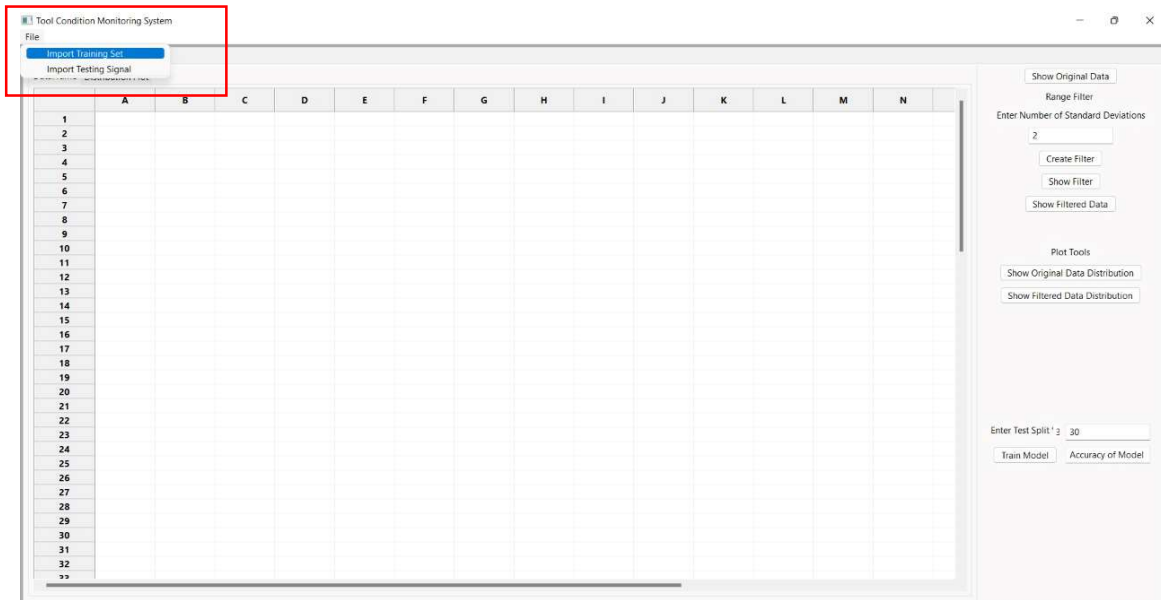 Tool Condition Monitoring System
File
Import Training Set
Import Testing Signal
A B C D E F G H I J K L M N
1
2
3
4
5
6
7
8
9
10
11
12
13
14
15
16
17
18
19
20
21
22
23
24
25
26
27
28
29
30
31
32
Show Original Data
Range Filter
Enter Number of Standard Deviations
2
Create Filter
Show Filter
Show Filtered Data
Plot Tools
Show Original Data Distribution
Show Filtered Data Distribution
Enter Test Split 30
Train Model Accuracy of Model